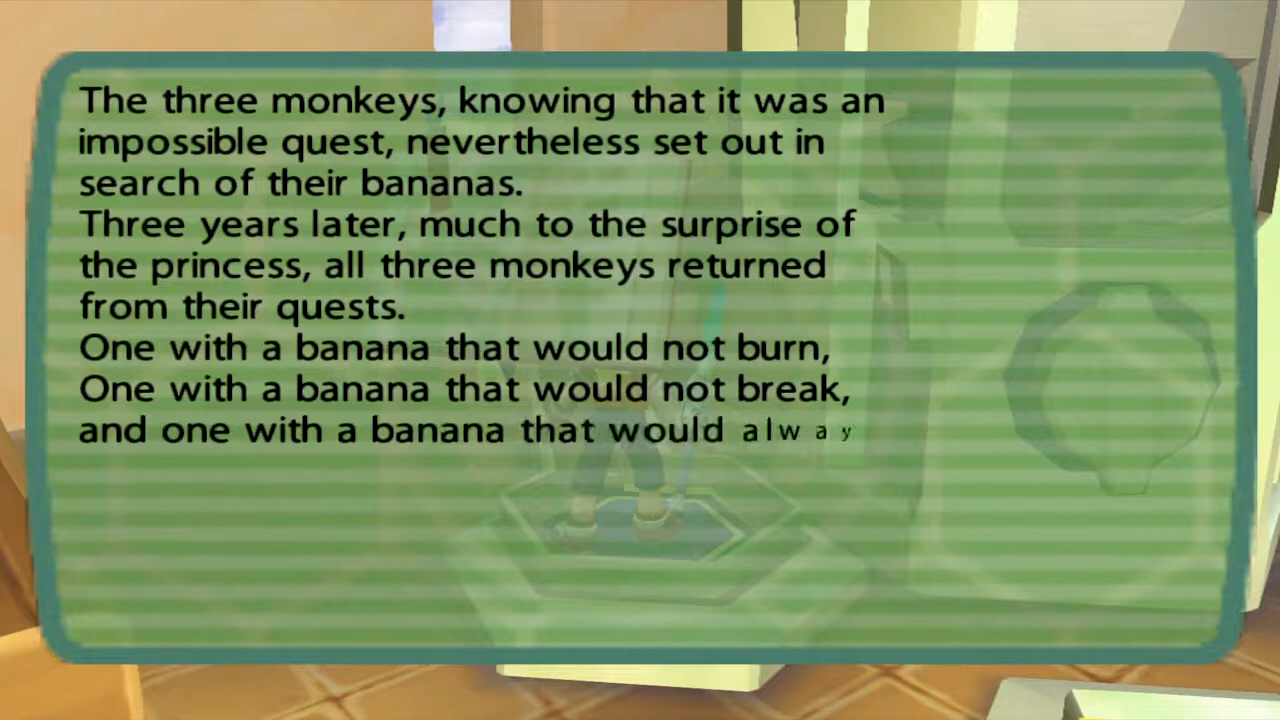 The three monkeys, knowing that it was an
impossible quest, nevertheless set out in
search of their bananas.
Three years later, much to the surprise of
the princess, all three monkeys returned
from their quests.
One with a banana that would not burn,
One with a banana that would not break,
and one with a banana that would alway